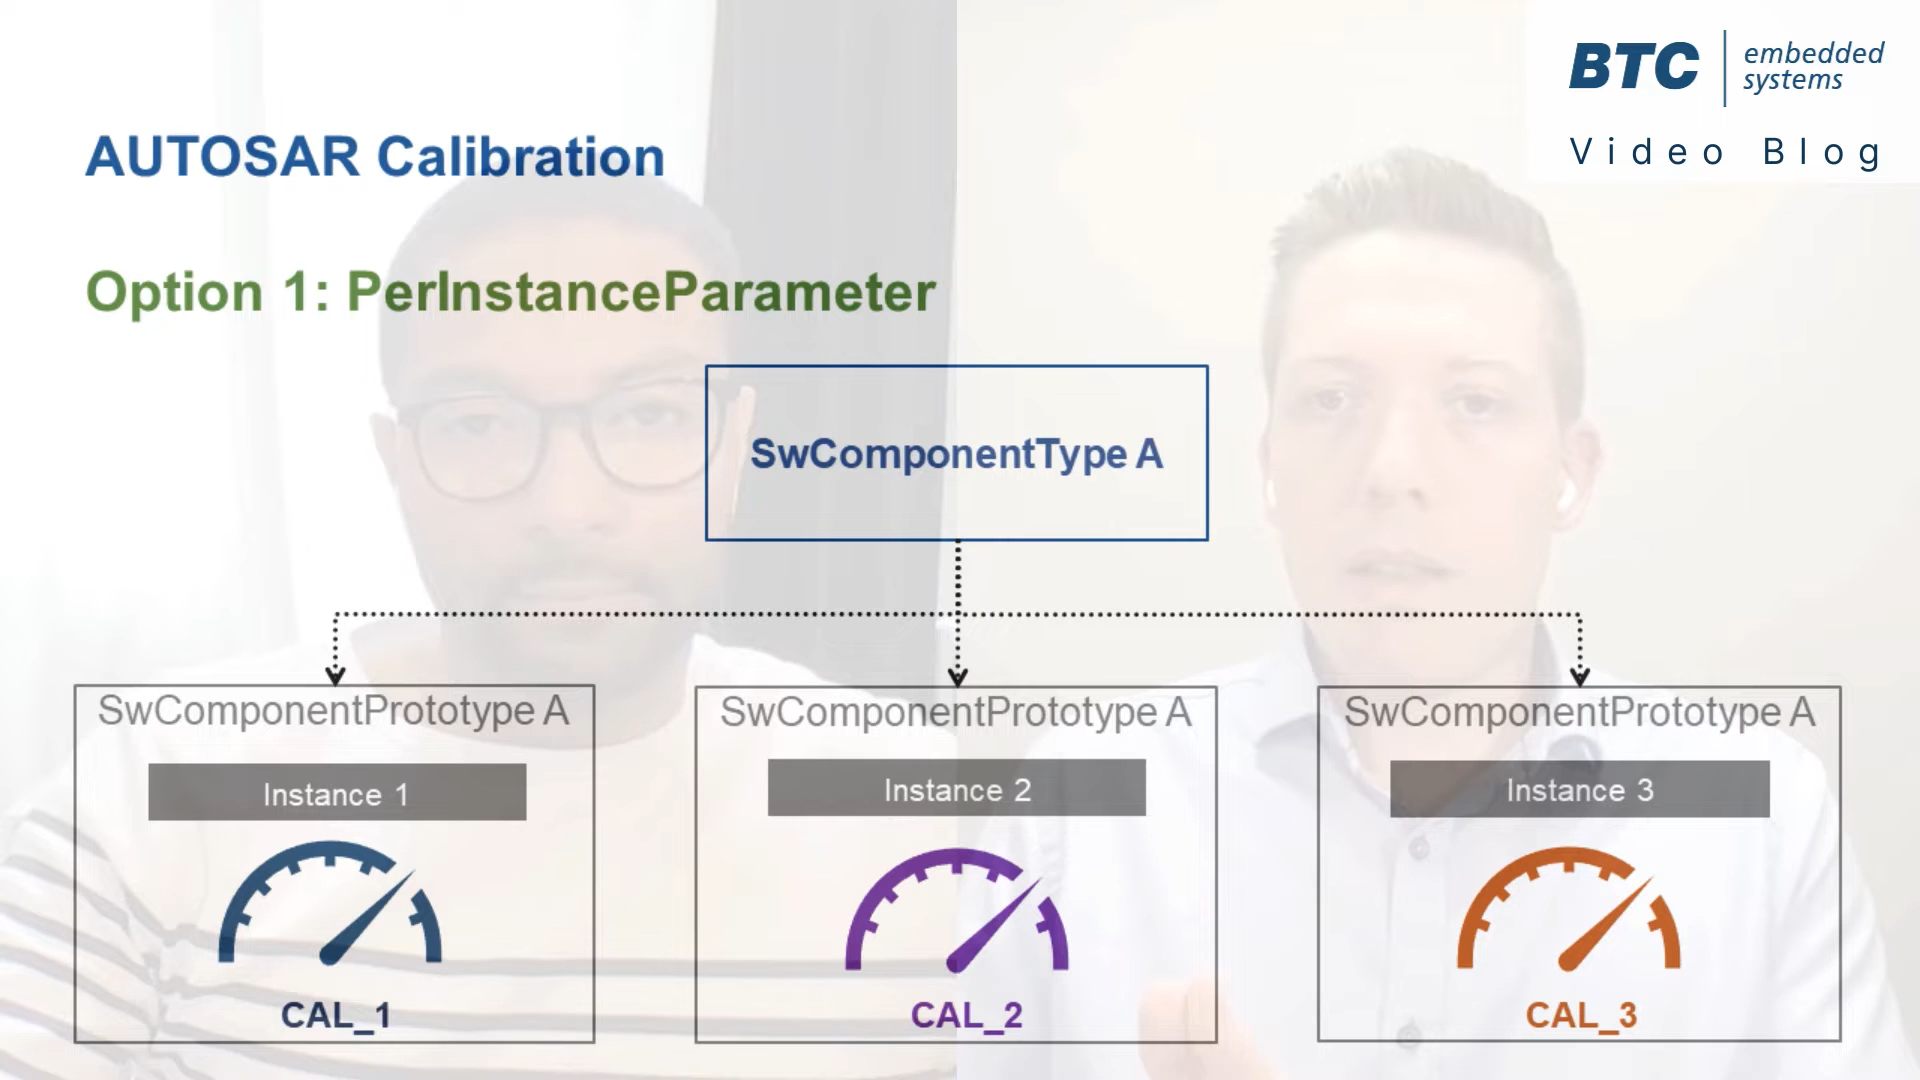 BTC embedded systems
Video Blog
AUTOSAR Calibration
Option 1: PerInstanceParameter
SwComponentType A
SwComponentPrototype A
Instance 1
CAL_1
SwComponentPrototype A
Instance 2
CAL_2
SwComponentPrototype A
Instance 3
CAL_3